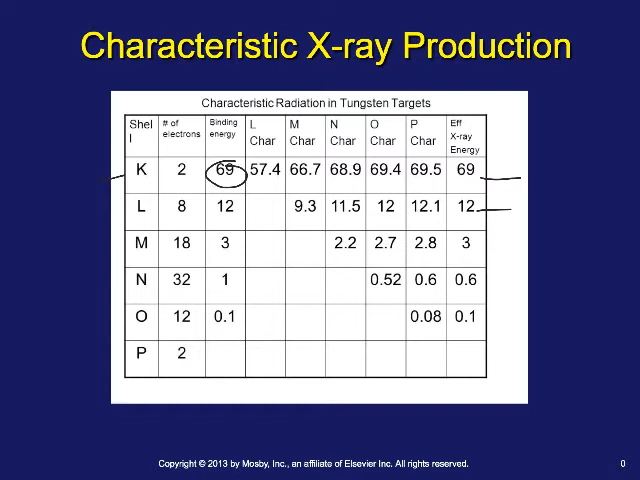 Characteristic X-ray Production
Characteristic Radiation in Tungsten Targets
Shel l # of electrons Binding energy L Char M Char N Char O Char P Char Eff X-ray Energy
K 2 69 57.4 66.7 68.9 69.4 69.5 69
L 8 12 9.3 11.5 12 12.1 12
M 18 3 2.2 2.7 2.8 3
N 32 1 0.52 0.6 0.6
O 12 0.1 0.08 0.1
P 2
Copyright © 2013 by Mosby, Inc., an affiliate of Elsevier Inc. All rights reserved.
0